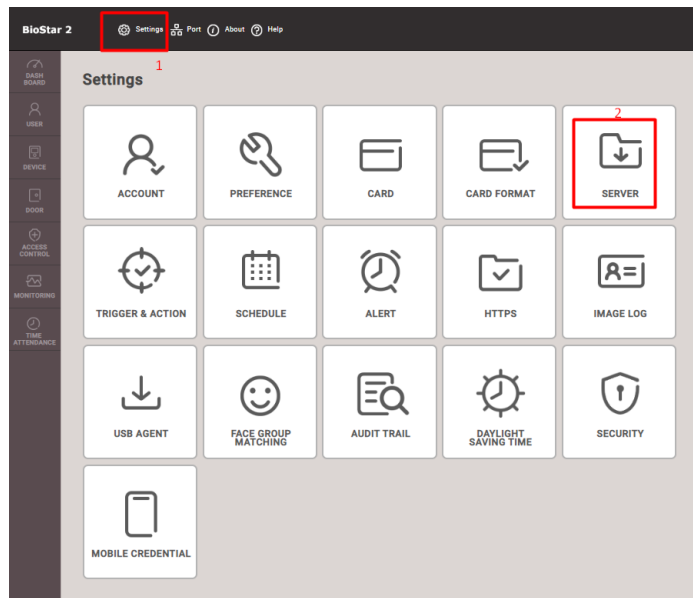 BioStar 2
Settings
Port
About
Help
1
DASH
BOARD
USER
DEVICE
DOOR
ACCESS
CONTROL
MONITORING
TIME
ATTENDANCE
Settings
2
ACCOUNT
PREFERENCE
CARD
CARD FORMAT
SERVER
TRIGGER & ACTION
SCHEDULE
ALERT
HTTPS
IMAGE LOG
USB AGENT
FACE GROUP
MATCHING
AUDIT TRAIL
DAYLIGHT
SAVING TIME
SECURITY
MOBILE CREDENTIAL